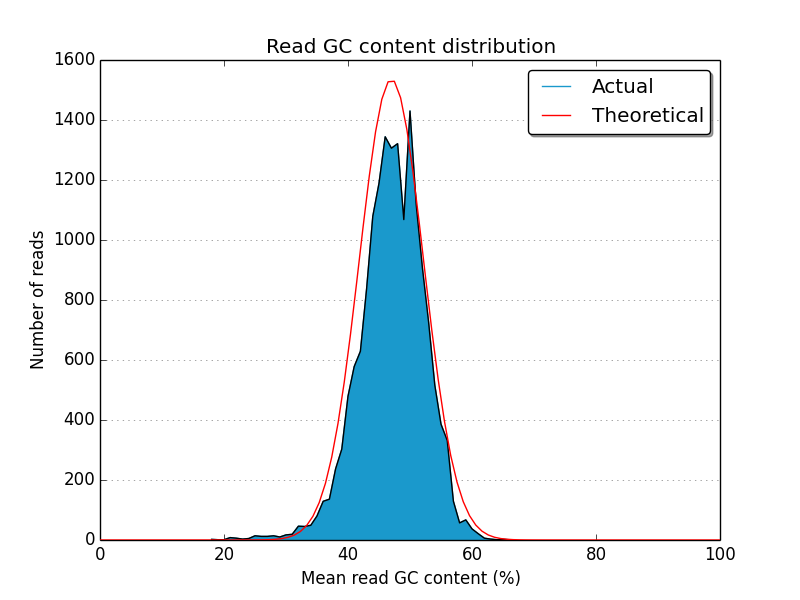 Read GC content distribution
Actual
Theoretical
1600
1400
1200
1000
800
600
400
200
0
Number of reads
0 20 40 60 80 100
Mean read GC content (%)